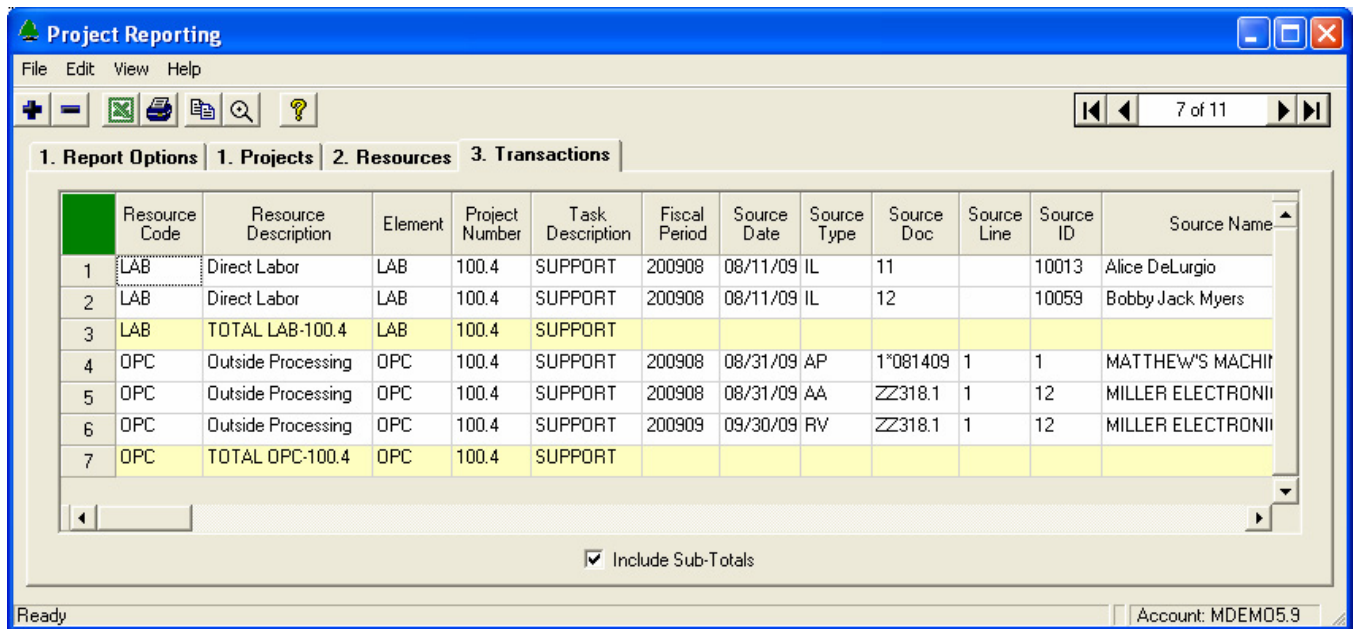 Project Reporting
File Edit View Help
7 of 11
1. Report Options 1. Projects 2. Resources 3. Transactions
Resource Code Resource Description Element Project Number Task Description Fiscal Period Source Date Source Type Source Doc Source Line Source ID Source Name
1 LAB Direct Labor LAB 100.4 SUPPORT 200908 08/11/09 IL 11 10013 Alice DeLurgio
2 LAB Direct Labor LAB 100.4 SUPPORT 200908 08/11/09 IL 12 10059 Bobby Jack Myers
3 LAB TOTAL LAB-100.4 LAB 100.4 SUPPORT
4 OPC Outside Processing OPC 100.4 SUPPORT 200908 08/31/09 AP 1*081409 1 1 MATTHEW'S MACHIN
5 OPC Outside Processing OPC 100.4 SUPPORT 200908 08/31/09 AA ZZ318.1 1 12 MILLER ELECTRONI
6 OPC Outside Processing OPC 100.4 SUPPORT 200909 09/30/09 RV ZZ318.1 1 12 MILLER ELECTRONI
7 OPC TOTAL OPC-100.4 OPC 100.4 SUPPORT
Include Sub-Totals
Ready Account: MDEMO5.9